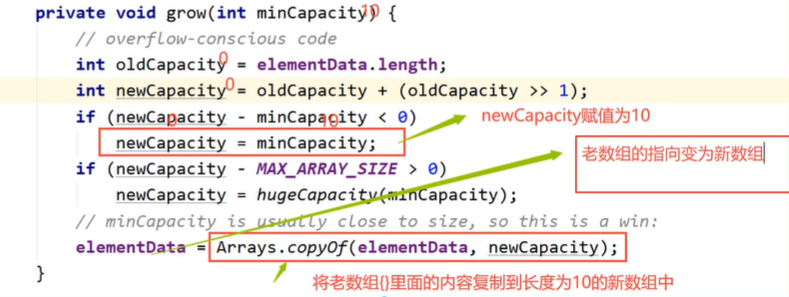 private void grow(int minCapacity) {
10
// overflow-conscious code
int oldCapacity = elementData.length;
0
int newCapacity = oldCapacity + (oldCapacity >> 1);
0
if (newCapacity - minCapacity < 0)
0
10
newCapacity赋值为10
newCapacity = minCapacity;
老数组的指向变为新数组
if (newCapacity - MAX_ARRAY_SIZE > 0)
newCapacity = hugeCapacity(minCapacity);
// minCapacity is usually close to size, so this is a win:
elementData = Arrays.copyOf(elementData, newCapacity);
}
将老数组{}里面的内容复制到长度为10的新数组中